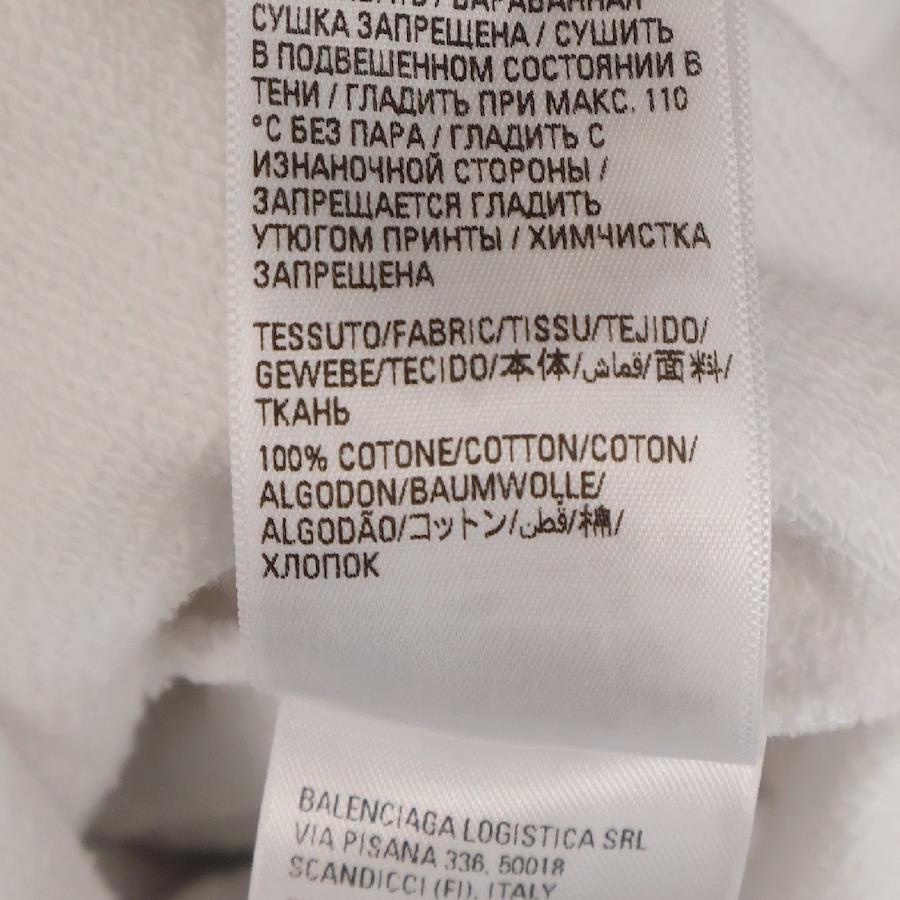 СУШКА ЗАПРЕЩЕНА / СУШИТЬ
В ПОДВЕШЕННОМ СОСТОЯНИИ В
ТЕНИ / ГЛАДИТЬ ПРИ МАКС. 110
°C БЕЗ ПАРА / ГЛАДИТЬ С
ИЗНАНОЧНОЙ СТОРОНЫ /
ЗАПРЕЩАЕТСЯ ГЛАДИТЬ
УТЮГОМ ПРИНТЫ / ХИМЧИСТКА
ЗАПРЕЩЕНА
TESSUTO/FABRIC/TISSU/TEJIDO/
GEWEBE/TECIDO/本体/قماش/面料/
ТКАНЬ
100% COTONE/COTTON/COTON/
ALGODON/BAUMWOLLE/
ALGODÃO/コットン/قطن/棉/
ХЛОПОК
BALENCIAGA LOGISTICA SRL
VIA PISANA 336, 50018
SCANDICCI (FI), ITALY